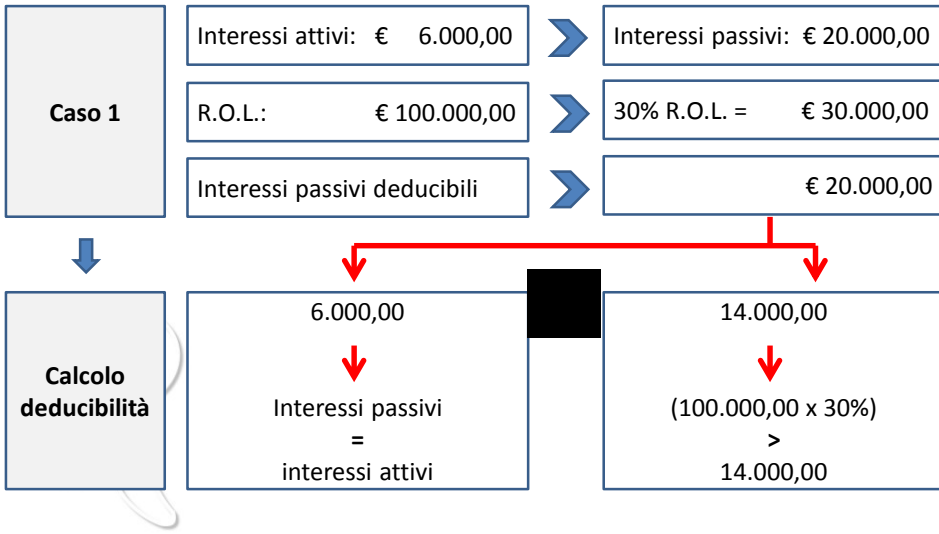 Caso 1
Interessi attivi: € 6.000,00
Interessi passivi: € 20.000,00
R.O.L.: € 100.000,00
30% R.O.L. = € 30.000,00
Interessi passivi deducibili
€ 20.000,00
Calcolo
deducibilità
6.000,00
Interessi passivi
=
interessi attivi
14.000,00
(100.000,00 x 30%)
>
14.000,00